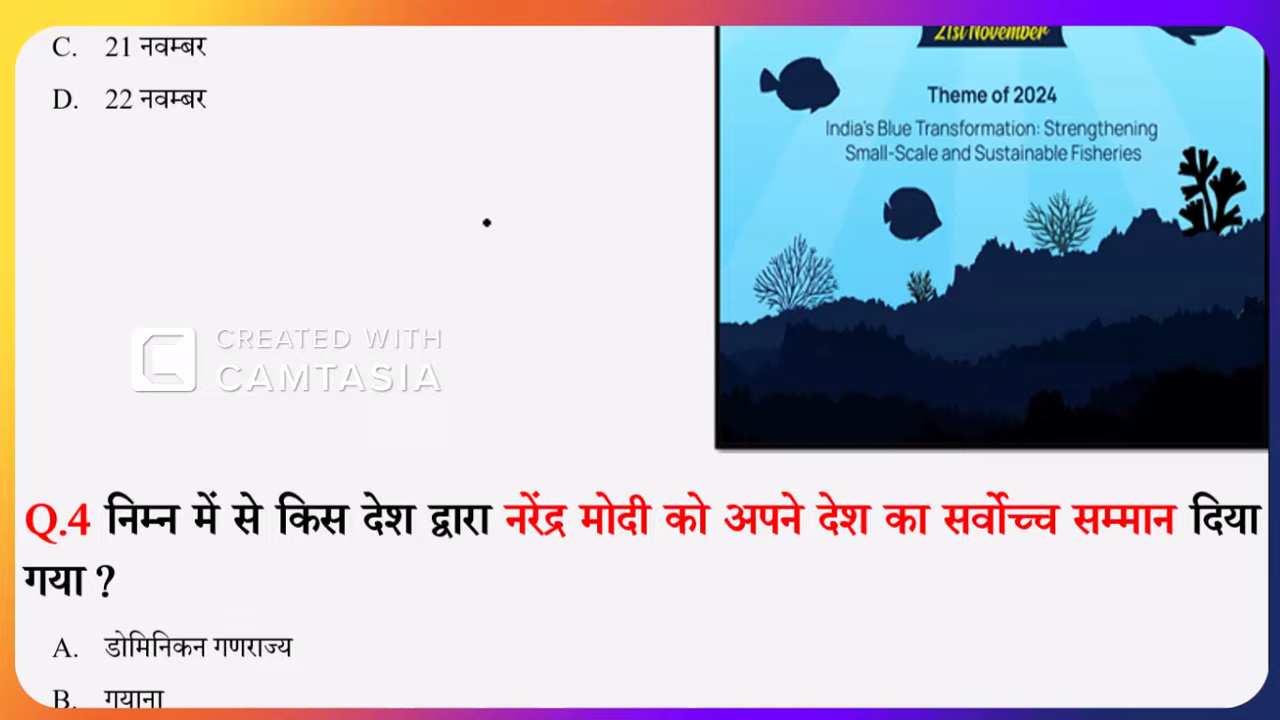 C. 21 नवम्बर
D. 22 नवम्बर
21st November
Theme of 2024
India's Blue Transformation: Strengthening
Small-Scale and Sustainable Fisheries
CREATED WITH
CAMTASIA
Q.4 निम्न में से किस देश द्वारा नरेंद्र मोदी को अपने देश का सर्वोच्च सम्मान दिया
गया ?
A. डोमिनिकन गणराज्य
B. गयाना